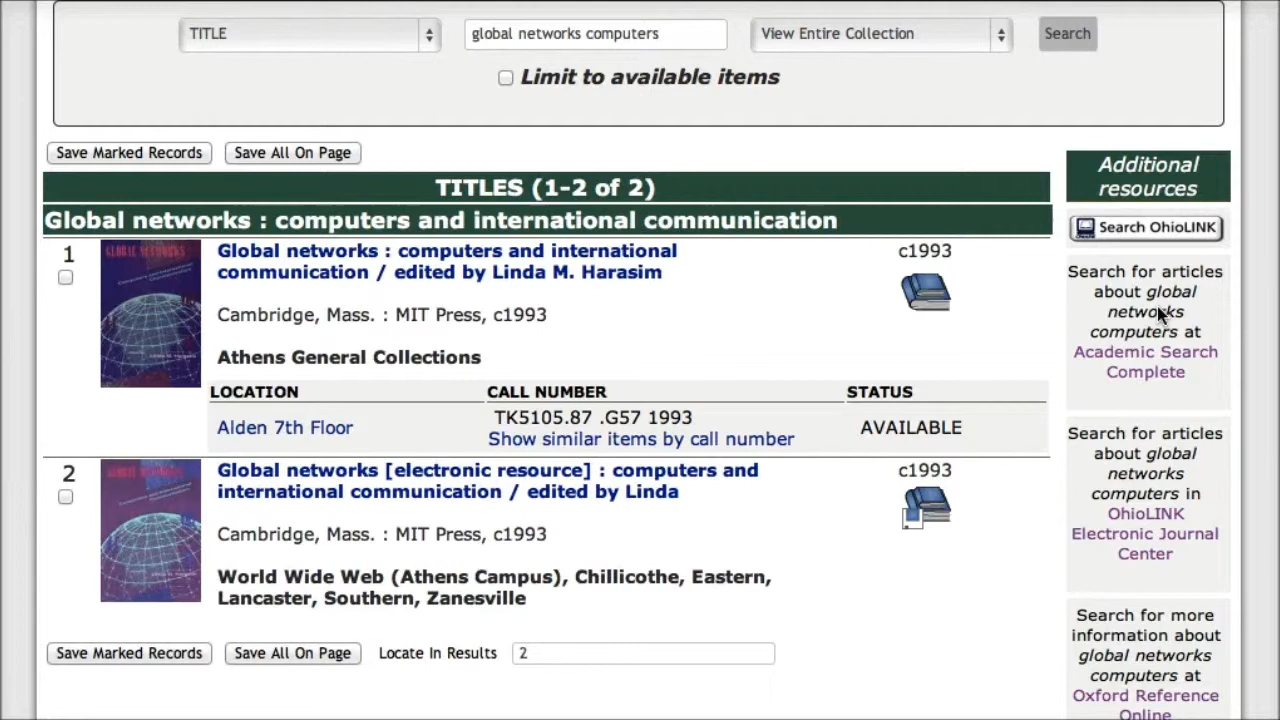 TITLE
global networks computers
View Entire Collection
Search
Limit to available items
Save Marked Records
Save All On Page
TITLES (1-2 of 2)
Global networks : computers and international communication
1
GLOBAL NETWORKS
Global networks : computers and international
communication / edited by Linda M. Harasim
c1993
Cambridge, Mass. : MIT Press, c1993
Athens General Collections
LOCATION
CALL NUMBER
STATUS
Alden 7th Floor
TK5105.87 .G57 1993
Show similar items by call number
AVAILABLE
2
GLOBAL NETWORKS
Global networks [electronic resource] : computers and
international communication / edited by Linda
c1993
Cambridge, Mass. : MIT Press, c1993
World Wide Web (Athens Campus), Chillicothe, Eastern,
Lancaster, Southern, Zanesville
Save Marked Records
Save All On Page
Locate In Results
2
Additional
resources
Search OhioLINK
Search for articles
about global
networks
computers at
Academic Search
Complete
Search for articles
about global
networks
computers in
OhioLINK
Electronic Journal
Center
Search for more
information about
global networks
computers at
Oxford Reference
Online